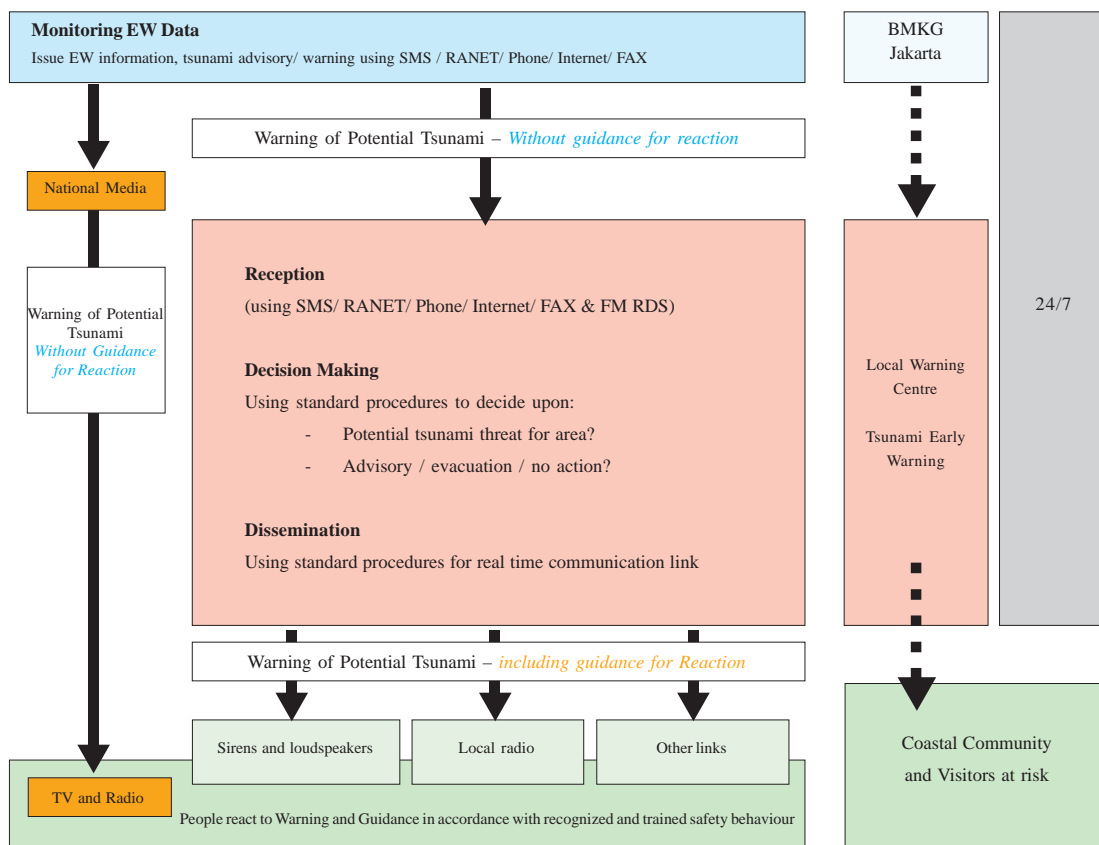 Monitoring EW Data
Issue EW information, tsunami advisory/ warning using SMS / RANET/ Phone/ Internet/ FAX
BMKG
Jakarta
24/7
Warning of Potential Tsunami – Without guidance for reaction
National Media
Warning of Potential
Tsunami
Without Guidance
for Reaction
Reception
(using SMS/ RANET/ Phone/ Internet/ FAX & FM RDS)
Decision Making
Using standard procedures to decide upon:
- Potential tsunami threat for area?
- Advisory / evacuation / no action?
Dissemination
Using standard procedures for real time communication link
Local Warning
Centre
Tsunami Early
Warning
Warning of Potential Tsunami – including guidance for Reaction
Sirens and loudspeakers
Local radio
Other links
TV and Radio
People react to Warning and Guidance in accordance with recognized and trained safety behaviour
Coastal Community
and Visitors at risk